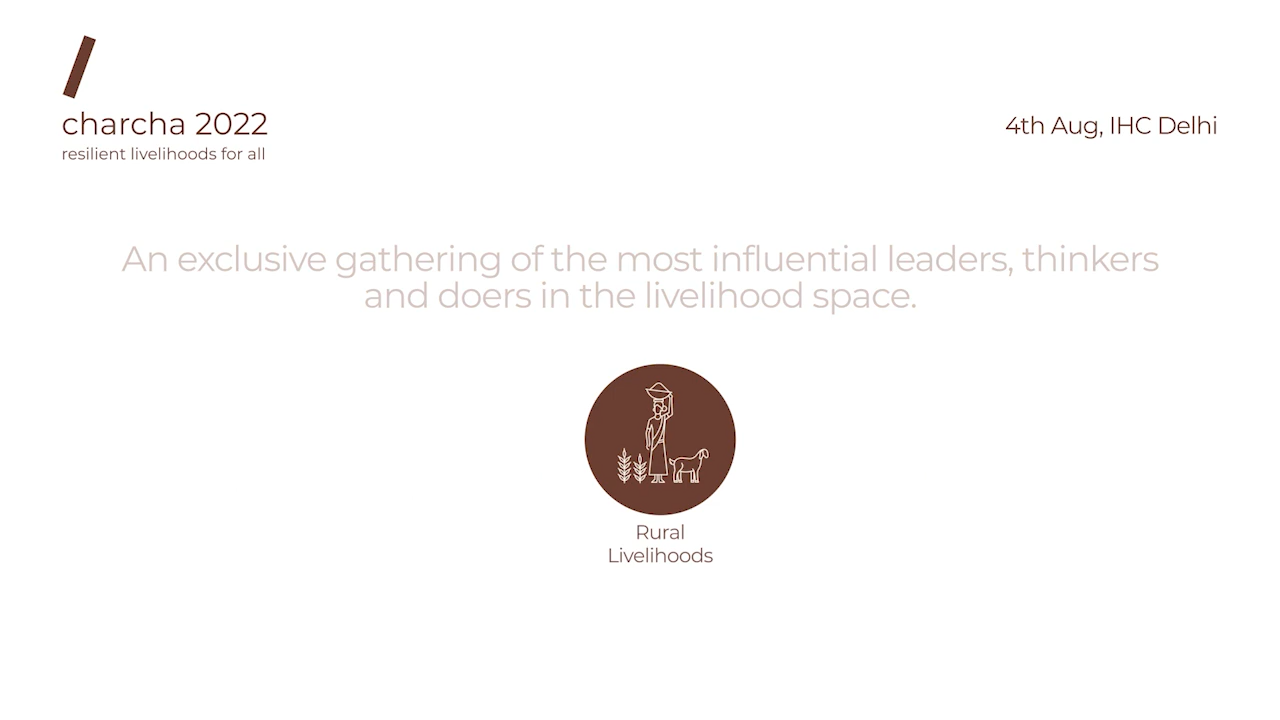 charcha 2022
resilient livelihoods for all
4th Aug, IHC Delhi
An exclusive gathering of the most influential leaders, thinkers
and doers in the livelihood space.
Rural
Livelihoods